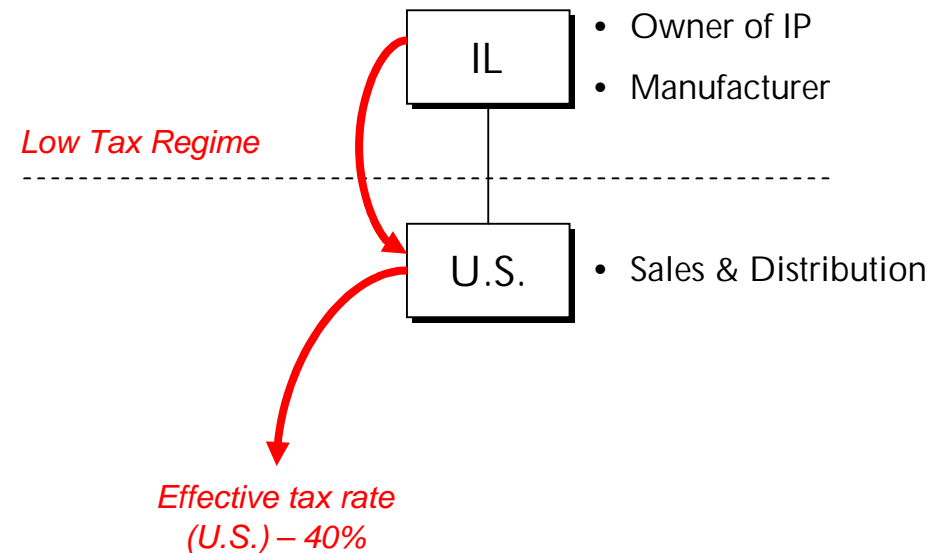 IL
• Owner of IP
• Manufacturer
Low Tax Regime
U.S.
• Sales & Distribution
Effective tax rate
(U.S.) – 40%